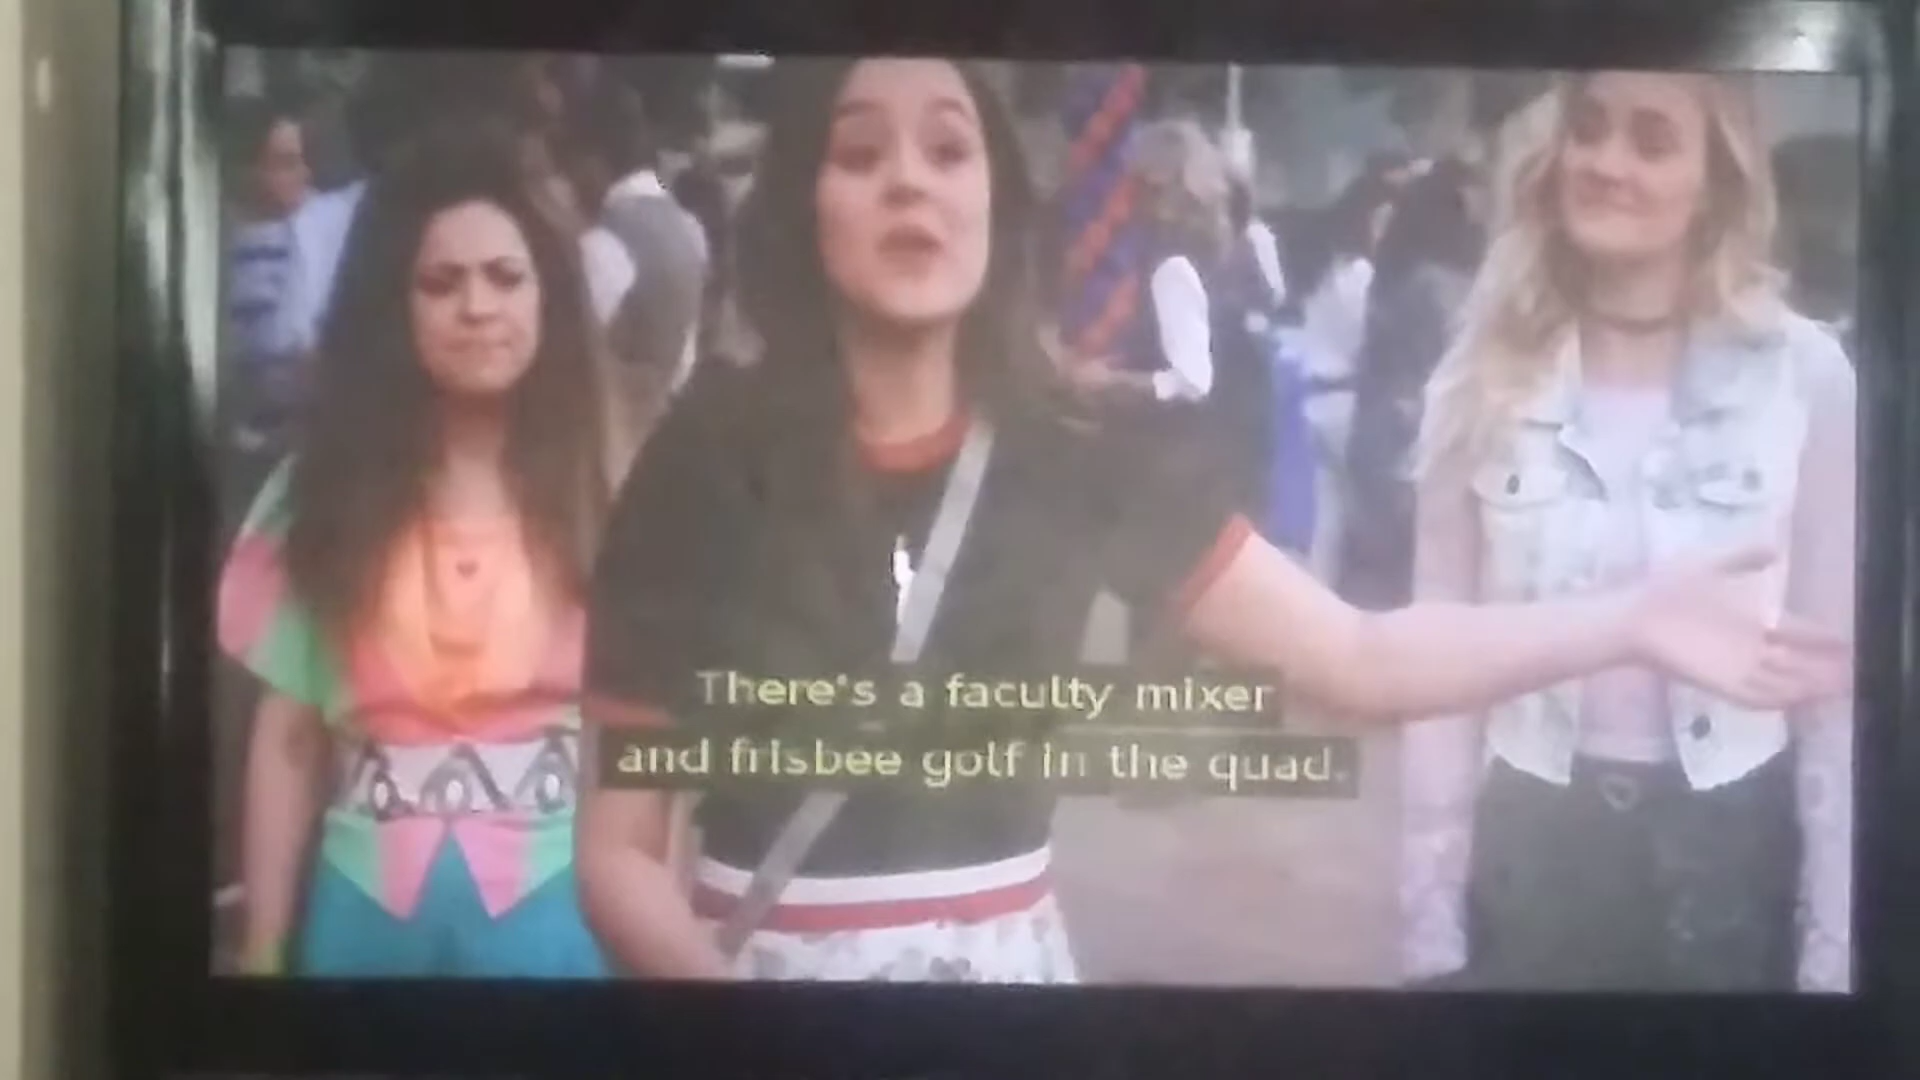 There's a faculty mixer
and frisbee golf in the quad.